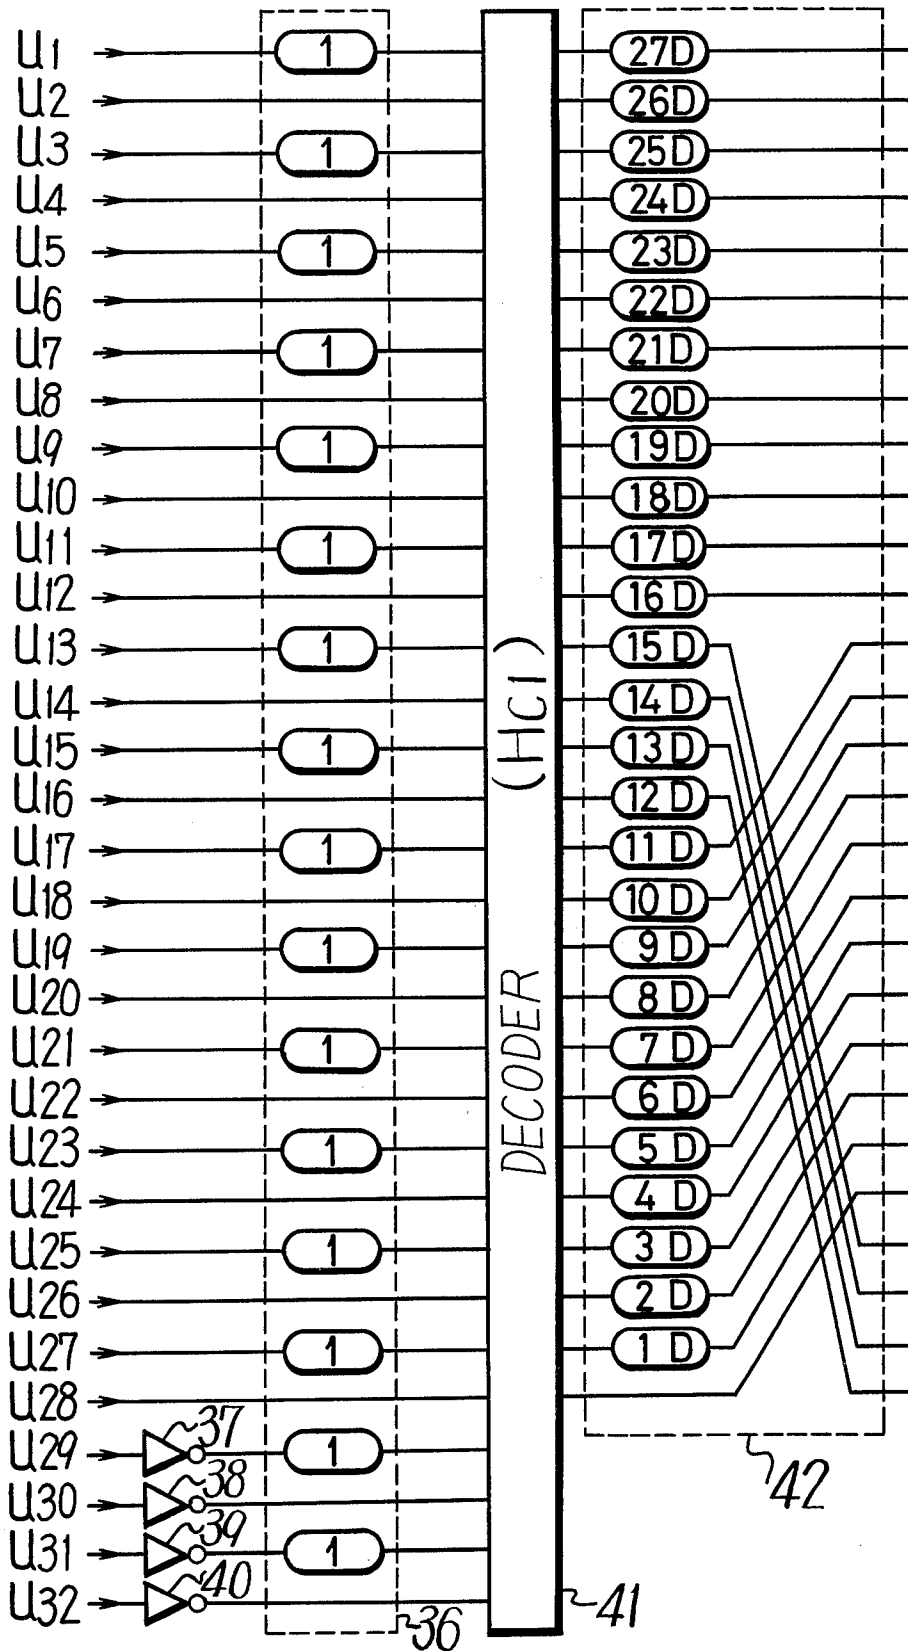 U1 1 27D
U2 26D
U3 1 25D
U4 24D
U5 1 23D
U6 22D
U7 1 21D
U8 20D
U9 1 19D
U10 18D
U11 1 17D
U12 16D
U13 1 15D
U14 14D
U15 1 13D
U16 12D
U17 1 11D
U18 10D
U19 1 9D
U20 8D
U21 1 7D
U22 6D
U23 1 5D
U24 4D
U25 1 3D
U26 2D
U27 1 1D
U28
U29 37 1
U30 38
U31 39 1
U32 40
DECODER (HC1)
36
41
42